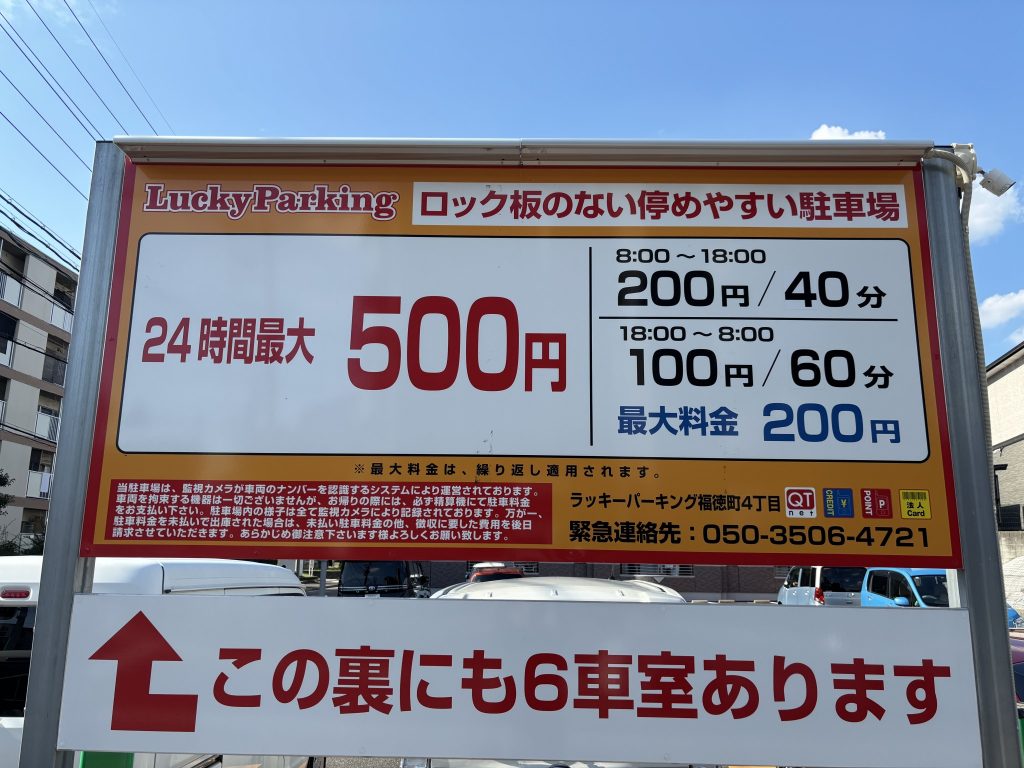 LuckyParking
ロック板のない停めやすい駐車場
24時間最大 500円
8:00～18:00
200円/40分
18:00～8:00
100円/60分
最大料金 200円
※最大料金は、繰り返し適用されます。
当駐車場は、監視カメラが車両のナンバーを認識するシステムにより運営されております。
車両を拘束する機器は一切ございませんが、お帰りの際には、必ず精算機にて駐車料金
をお支払い下さい。駐車場内の様子は全て監視カメラにより記録されております。万が一、
駐車料金を未払いで出庫された場合は、未払い駐車料金の他、徴収に要した費用を後日
請求させていただきます。あらかじめ御注意下さいます様よろしくお願い致します。
ラッキーパーキング福徳町4丁目
QT net
CREDIT ¥
POINT P
法人 Card
緊急連絡先：050-3506-4721
この裏にも6車室あります